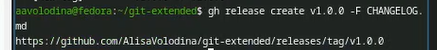 aavolodina@fedora:~/git-extended$ gh release create v1.0.0 -F CHANGELOG.
md
https://github.com/AlisaVolodina/git-extended/releases/tag/v1.0.0